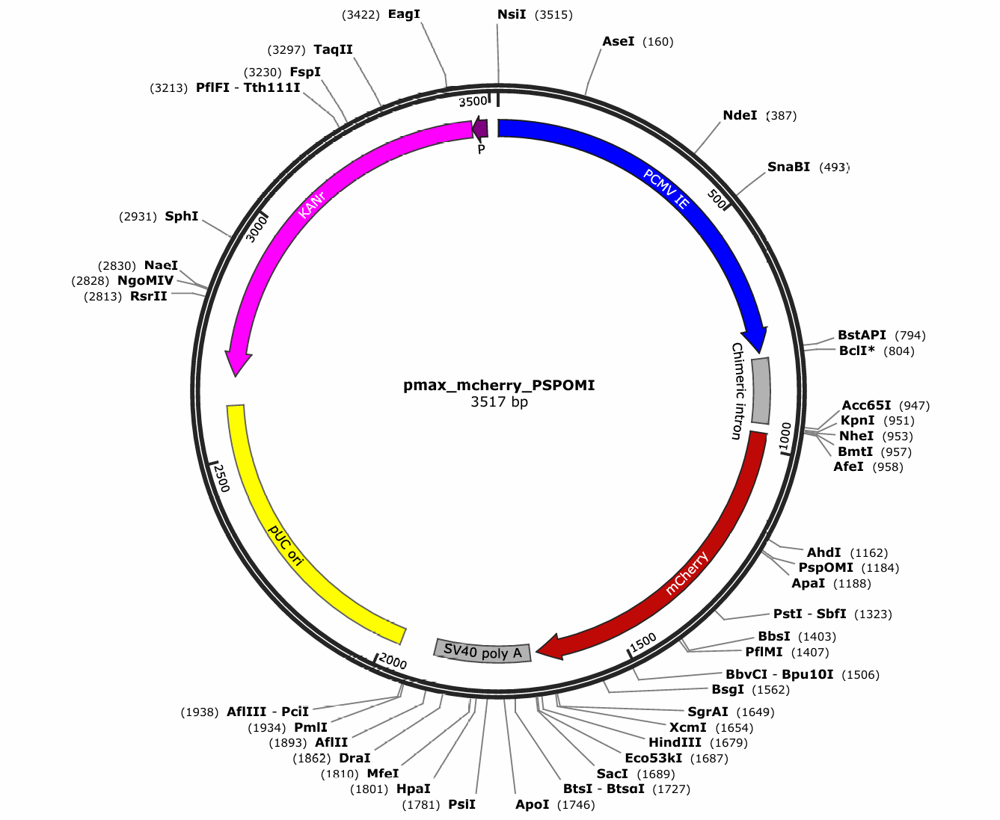 (3422) EagI
NsiI (3515)
AseI (160)
(3297) TaqII
(3230) FspI
(3213) PflFI - Tth111I
3500
NdeI (387)
P
SnaBI (493)
PCMV IE
500
KANr
(2931) SphI
3000
(2830) NaeI
(2828) NgoMIV
(2813) RsrII
BstAPI (794)
BclI* (804)
Chimeric intron
pmax_mcherry_PSPOMI
3517 bp
Acc65I (947)
KpnI (951)
NheI (953)
BmtI (957)
AfeI (958)
1000
2500
pUC ori
mCherry
AhdI (1162)
PspOMI (1184)
ApaI (1188)
PstI - SbfI (1323)
BbsI (1403)
PflMI (1407)
1500
SV40 poly A
2000
BbvCI - Bpu10I (1506)
BsgI (1562)
(1938) AflIII - PciI
SgrAI (1649)
(1934) PmlI
XcmI (1654)
(1893) AflII
HindIII (1679)
(1862) DraI
Eco53kI (1687)
(1810) MfeI
SacI (1689)
(1801) HpaI
BtsI - BtsαI (1727)
(1781) PsiI
ApoI (1746)